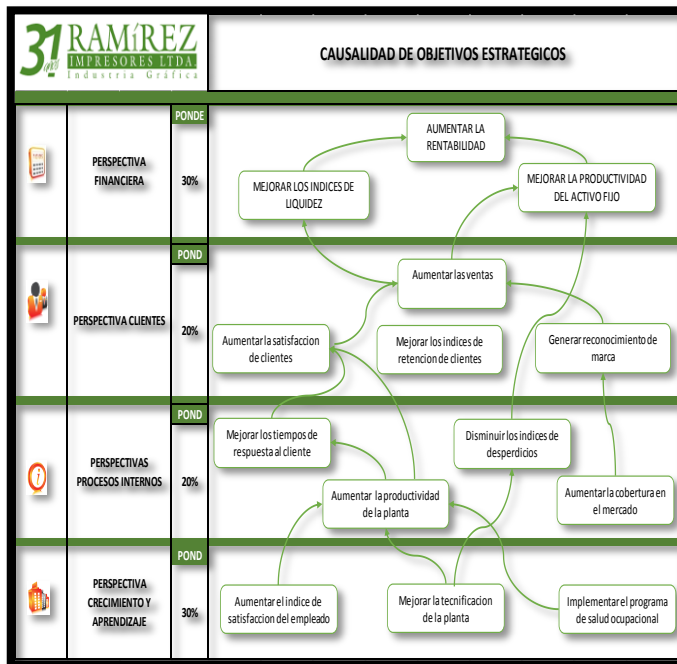 31 años
RAMÍREZ
IMPRESORES LTDA.
Industria Gráfica
CAUSALIDAD DE OBJETIVOS ESTRATEGICOS
PONDE
PERSPECTIVA
FINANCIERA
30%
AUMENTAR LA
RENTABILIDAD
MEJORAR LOS INDICES DE
LIQUIDEZ
MEJORAR LA PRODUCTIVIDAD
DEL ACTIVO FIJO
POND
PERSPECTIVA CLIENTES
20%
Aumentar las ventas
Aumentar la satisfaccion
de clientes
Mejorar los indices de
retencion de clientes
Generar reconocimiento de
marca
POND
PERSPECTIVAS
PROCESOS INTERNOS
20%
Mejorar los tiempos de
respuesta al cliente
Disminuir los indices de
desperdicios
Aumentar la productividad
de la planta
Aumentar la cobertura en
el mercado
POND
PERSPECTIVA
CRECIMIENTO Y
APRENDIZAJE
30%
Aumentar el indice de
satisfaccion del empleado
Mejorar la tecnificacion
de la planta
Implementar el programa
de salud ocupacional